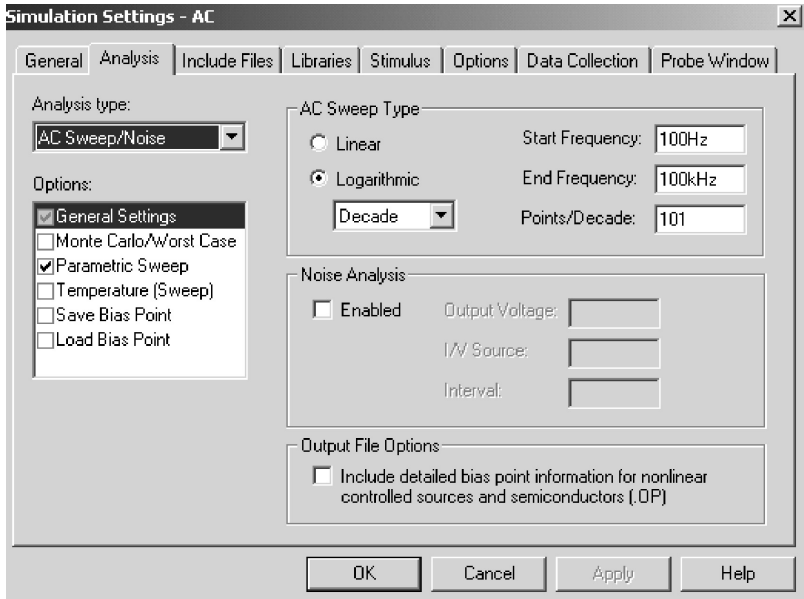 Simulation Settings - AC
General Analysis Include Files Libraries Stimulus Options Data Collection Probe Window
Analysis type:
AC Sweep/Noise
Options:
General Settings
Monte Carlo/Worst Case
Parametric Sweep
Temperature (Sweep)
Save Bias Point
Load Bias Point
AC Sweep Type
Linear
Logarithmic
Decade
Start Frequency: 100Hz
End Frequency: 100kHz
Points/Decade: 101
Noise Analysis
Enabled
Output Voltage:
I/V Source:
Interval:
Output File Options
Include detailed bias point information for nonlinear
controlled sources and semiconductors (.OP)
OK Cancel Apply Help